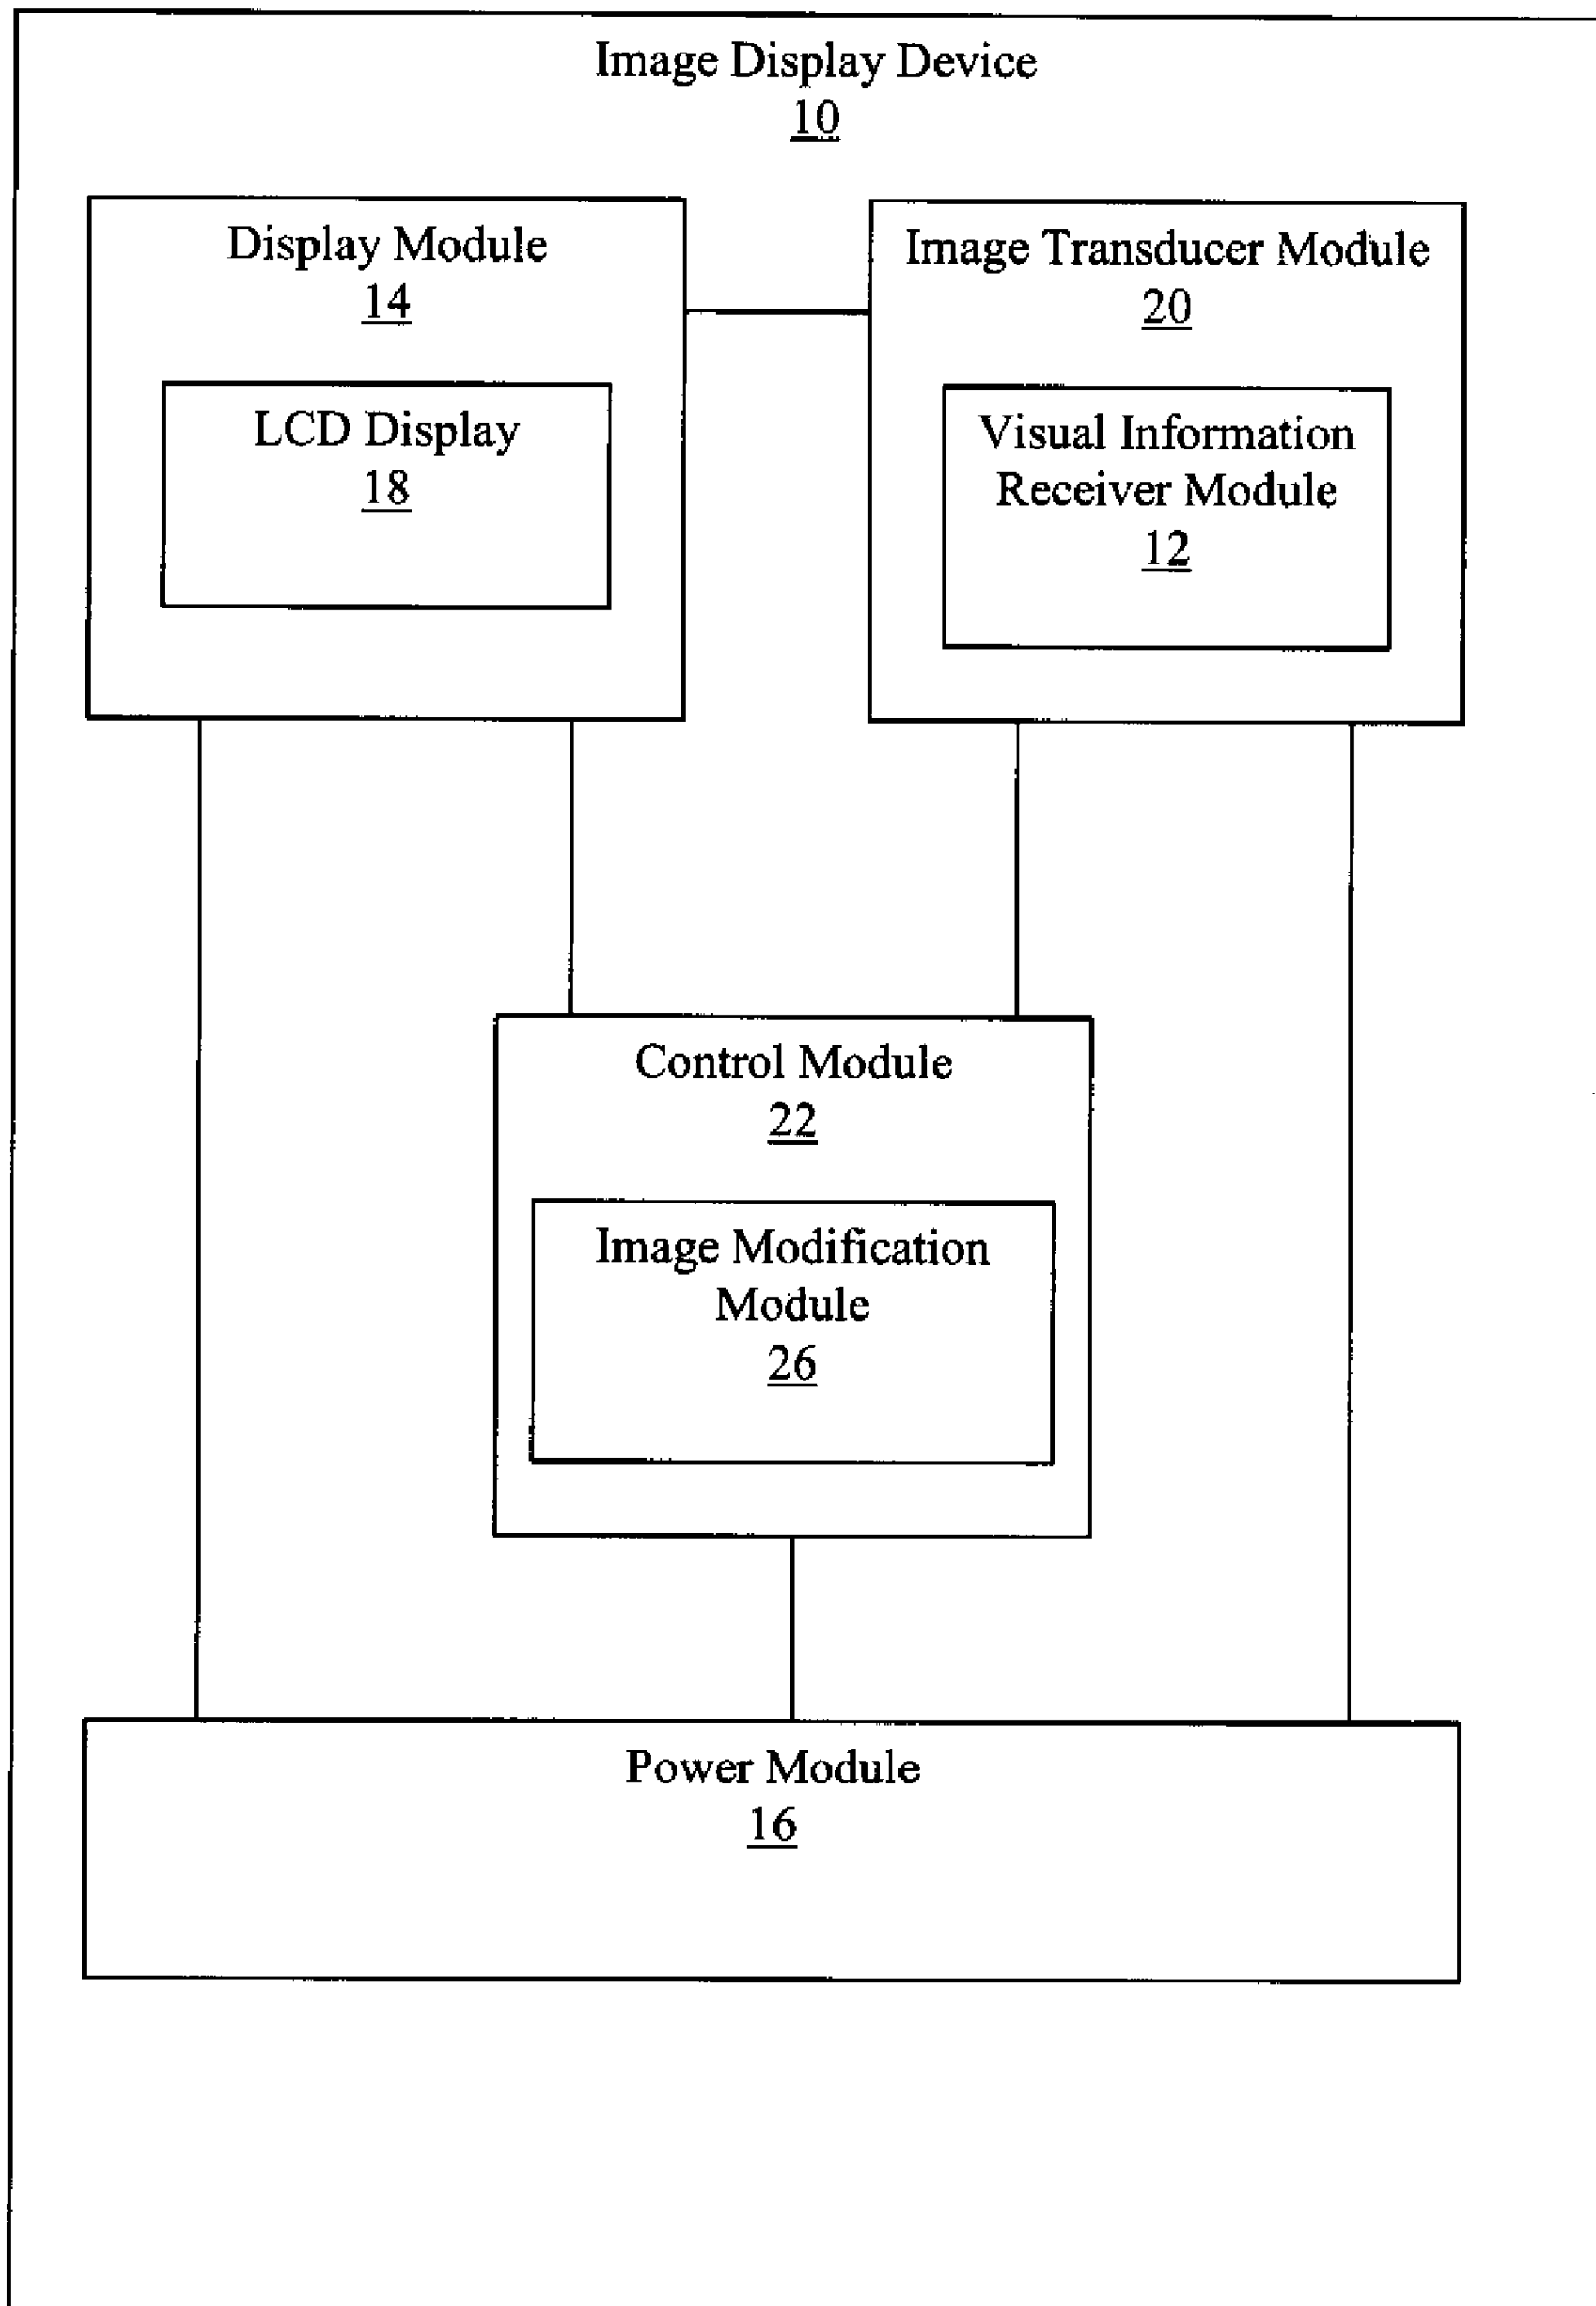 Image Display Device
10
Display Module
14
LCD Display
18
Image Transducer Module
20
Visual Information
Receiver Module
12
Control Module
22
Image Modification
Module
26
Power Module
16